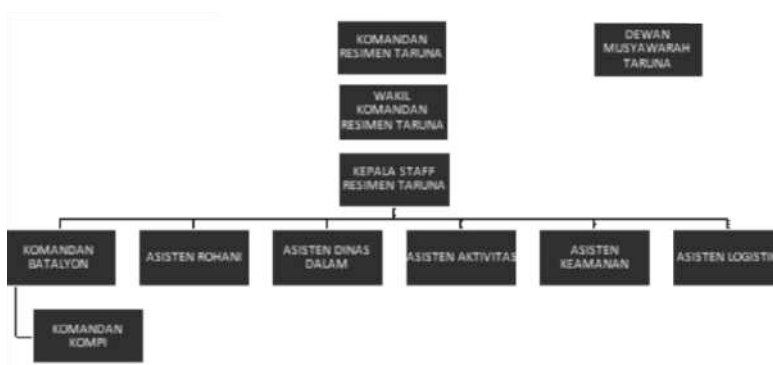 KOMANDAN
RESIMEN TARUNA
DEWAN
MUSYAWARAH
TARUNA
WAKIL
KOMANDAN
RESIMEN TARUNA
KEPALA STAFF
RESIMEN TARUNA
KOMANDAN
BATALYON
ASISTEN ROHANI
ASISTEN DINAS
DALAM
ASISTEN AKTIVITAS
ASISTEN
KEAMANAN
ASISTEN LOGISTIK
KOMANDAN
KOMPI